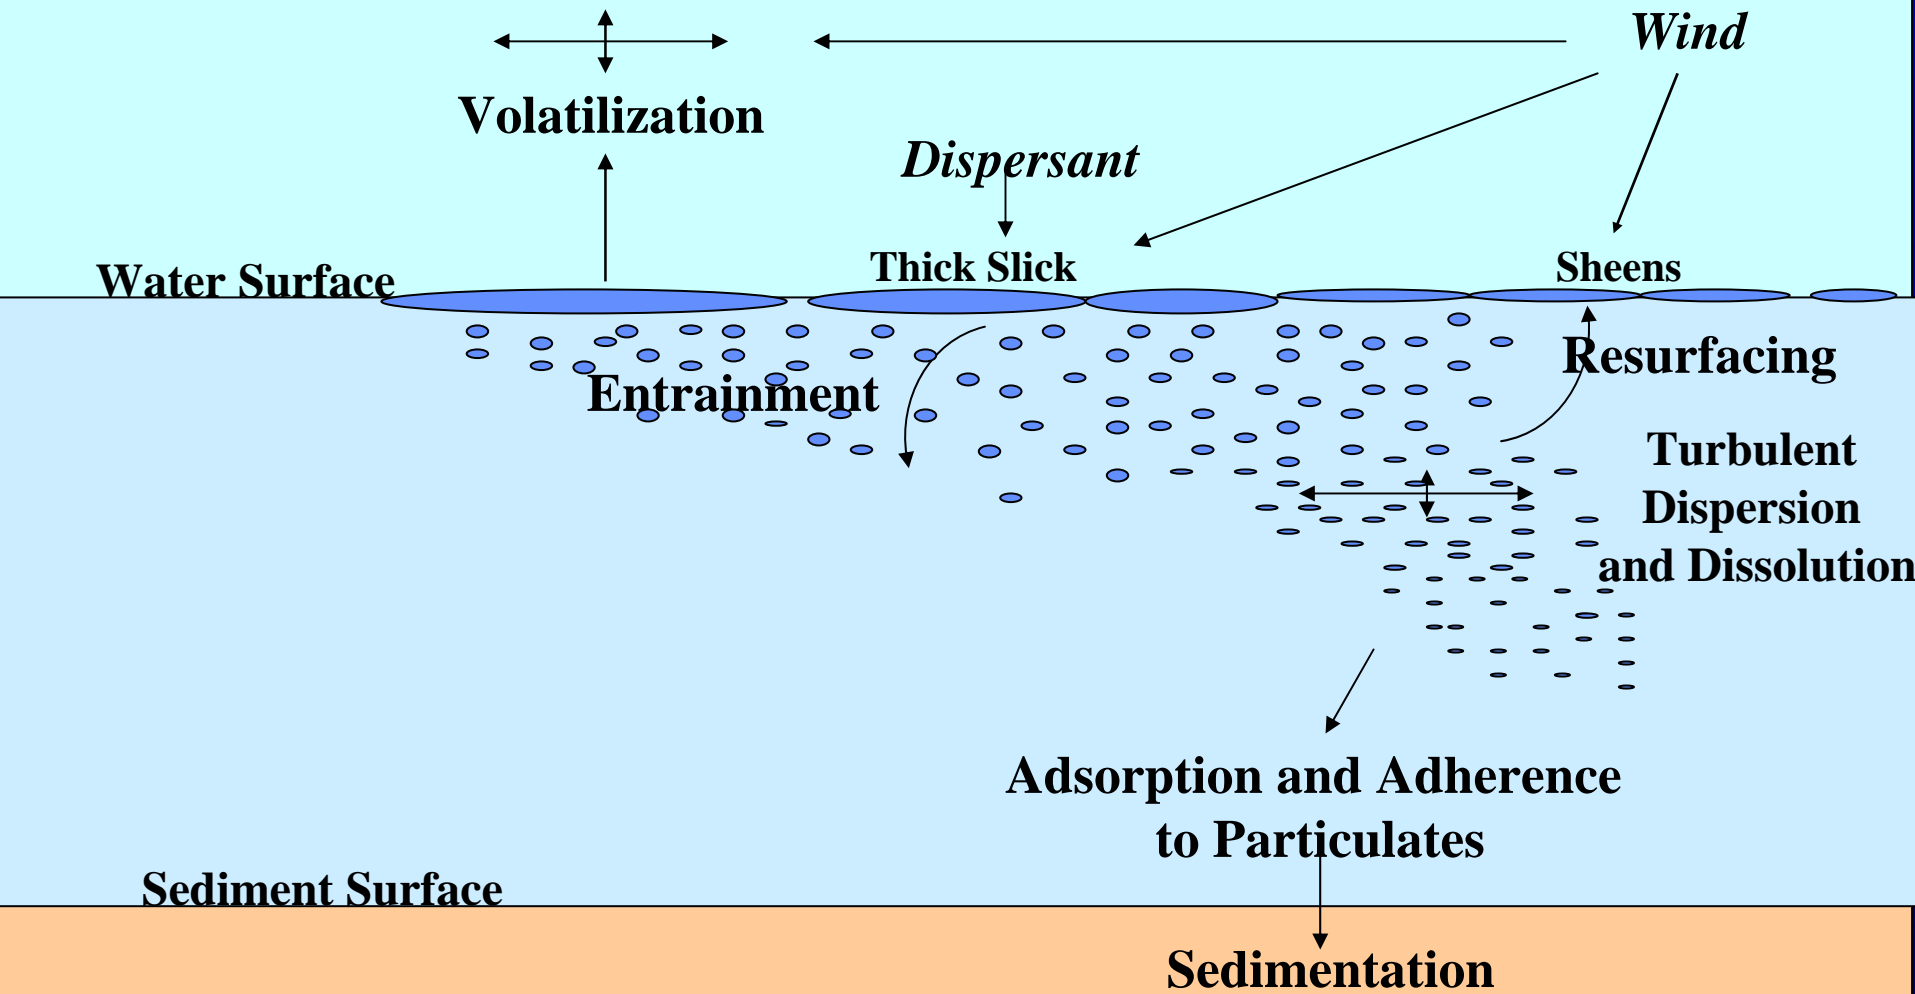 Wind
Volatilization
Dispersant
Water Surface
Thick Slick
Sheens
Resurfacing
Entrainment
Turbulent
Dispersion
and Dissolution
Adsorption and Adherence
to Particulates
Sediment Surface
Sedimentation